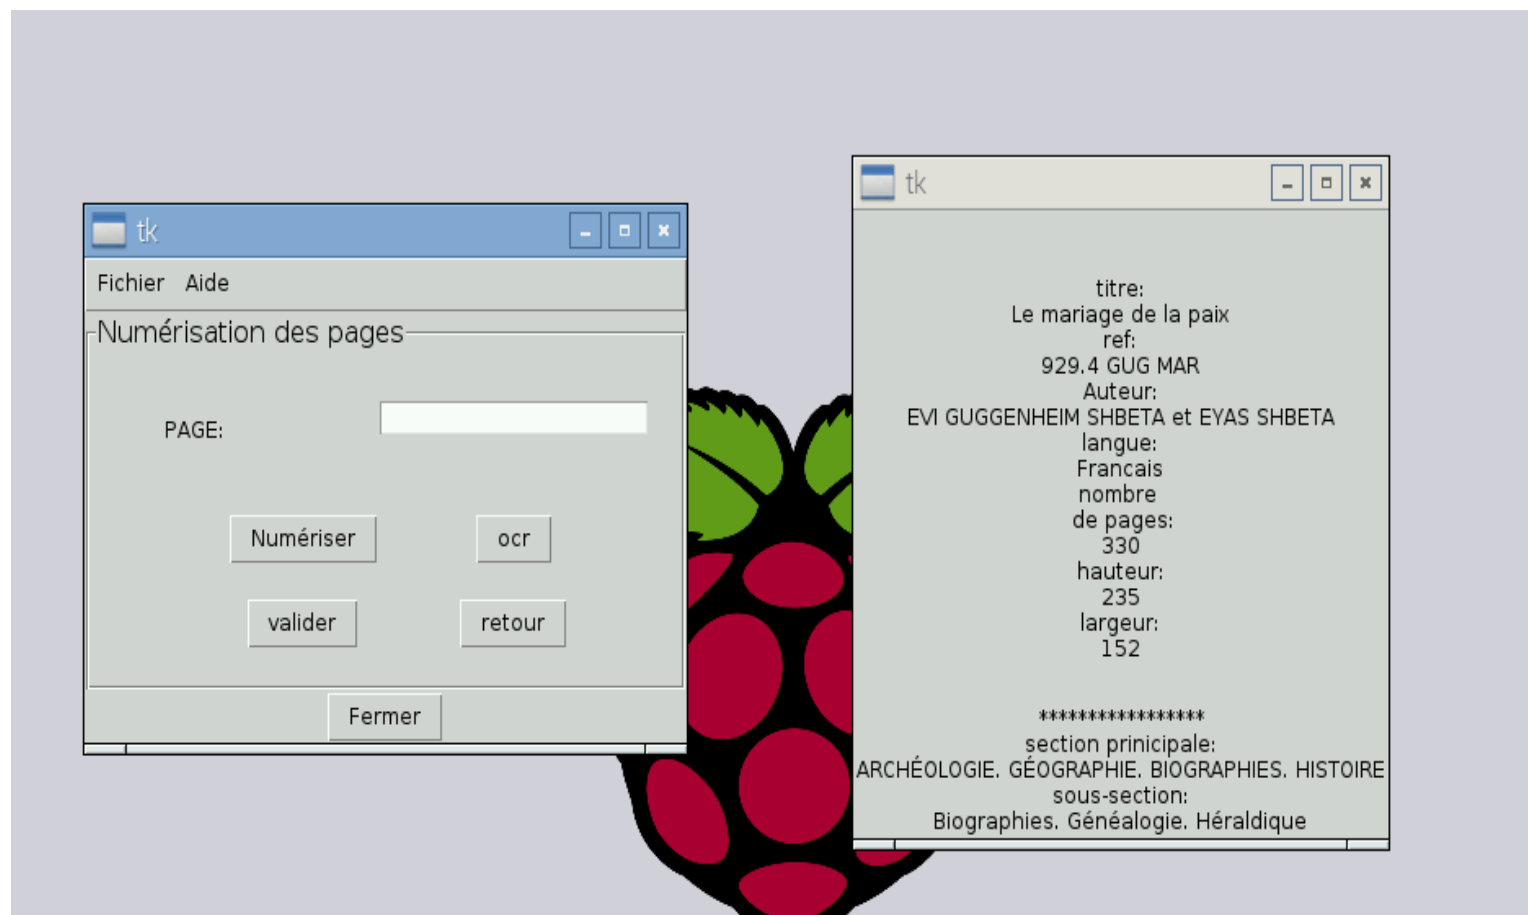 tk
Fichier Aide
Numérisation des pages
PAGE:
Numériser ocr
valider retour
Fermer
tk
titre:
Le mariage de la paix
ref:
929.4 GUG MAR
Auteur:
EVI GUGGENHEIM SHBETA et EYAS SHBETA
langue:
Francais
nombre
de pages:
330
hauteur:
235
largeur:
152
*****************
section prinicipale:
ARCHÉOLOGIE. GÉOGRAPHIE. BIOGRAPHIES. HISTOIRE
sous-section:
Biographies. Généalogie. Héraldique